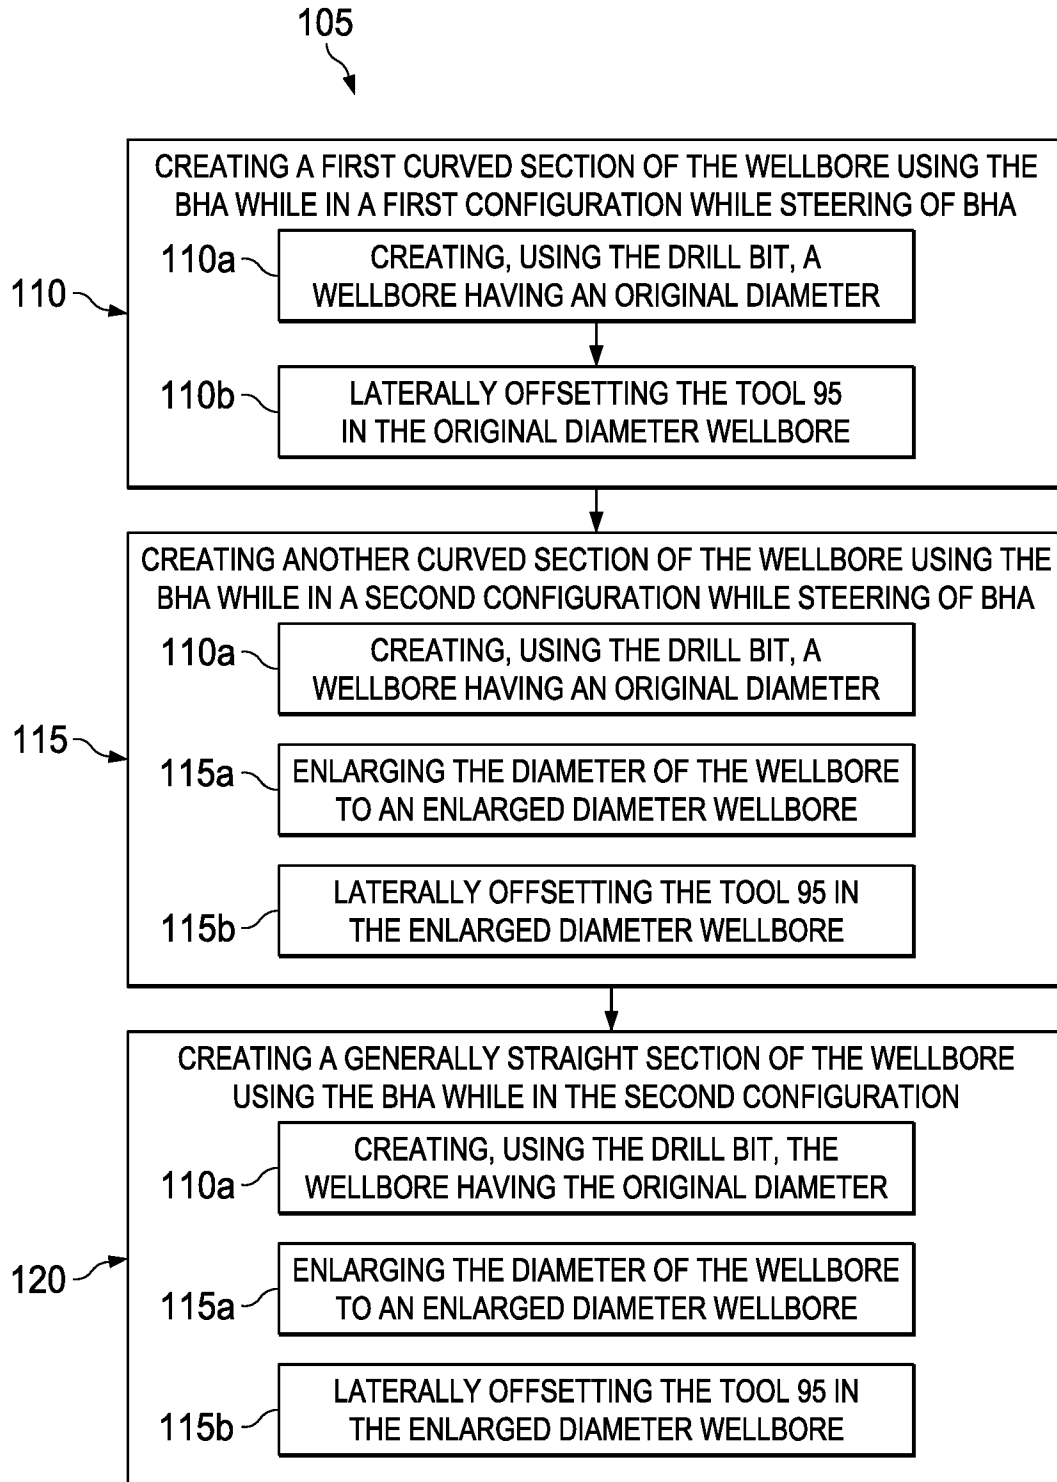 105
CREATING A FIRST CURVED SECTION OF THE WELLBORE USING THE
BHA WHILE IN A FIRST CONFIGURATION WHILE STEERING OF BHA
110a
CREATING, USING THE DRILL BIT, A
WELLBORE HAVING AN ORIGINAL DIAMETER
110
110b
LATERALLY OFFSETTING THE TOOL 95
IN THE ORIGINAL DIAMETER WELLBORE
CREATING ANOTHER CURVED SECTION OF THE WELLBORE USING THE
BHA WHILE IN A SECOND CONFIGURATION WHILE STEERING OF BHA
110a
CREATING, USING THE DRILL BIT, A
WELLBORE HAVING AN ORIGINAL DIAMETER
115
115a
ENLARGING THE DIAMETER OF THE WELLBORE
TO AN ENLARGED DIAMETER WELLBORE
115b
LATERALLY OFFSETTING THE TOOL 95 IN
THE ENLARGED DIAMETER WELLBORE
CREATING A GENERALLY STRAIGHT SECTION OF THE WELLBORE
USING THE BHA WHILE IN THE SECOND CONFIGURATION
110a
CREATING, USING THE DRILL BIT, THE
WELLBORE HAVING THE ORIGINAL DIAMETER
120
115a
ENLARGING THE DIAMETER OF THE WELLBORE
TO AN ENLARGED DIAMETER WELLBORE
115b
LATERALLY OFFSETTING THE TOOL 95 IN
THE ENLARGED DIAMETER WELLBORE